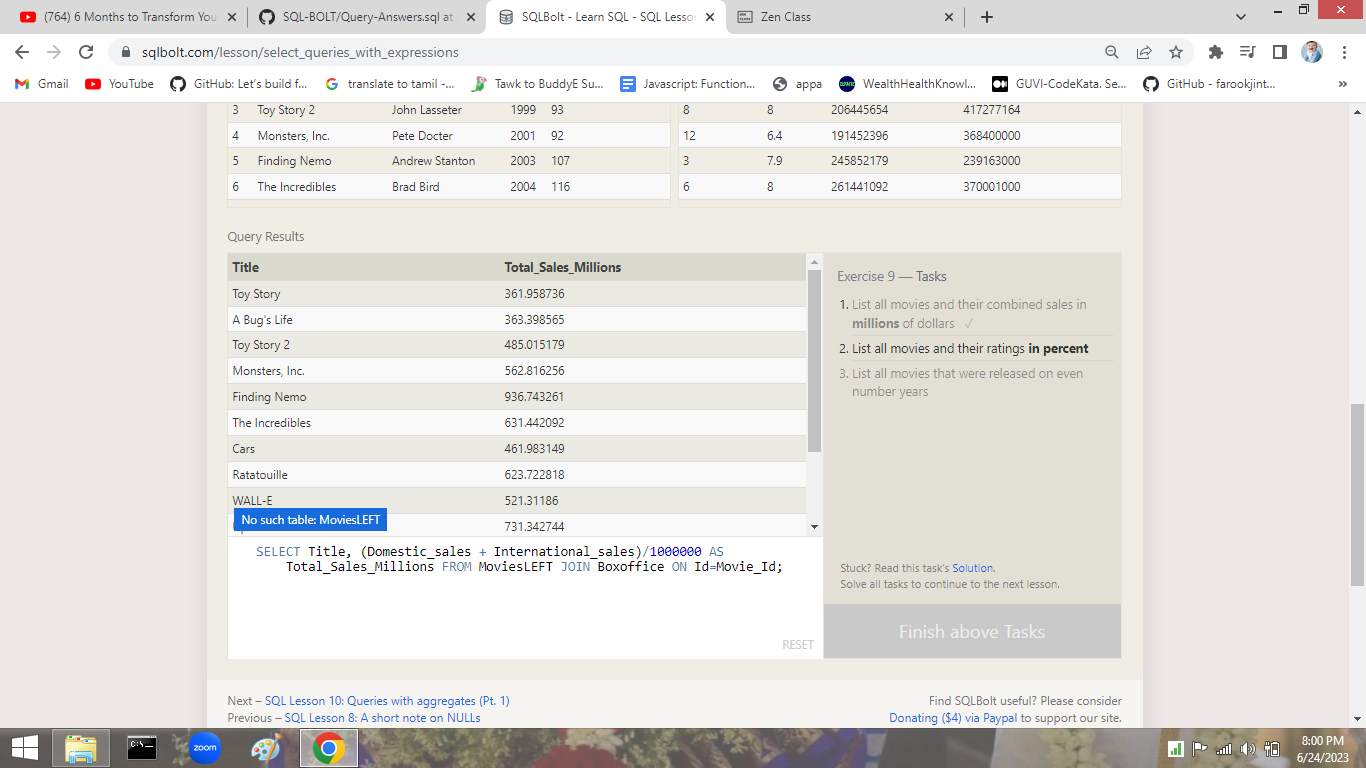 (764) 6 Months to Transform You
SQL-BOLT/Query-Answers.sql at
SQLBolt - Learn SQL - SQL Lesson
Zen Class
sqlbolt.com/lesson/select_queries_with_expressions
Gmail
YouTube
GitHub: Let's build f...
translate to tamil -...
Tawk to BuddyE Su...
Javascript: Function...
appa
WealthHealthKnowl...
GUVI-CodeKata. Se...
GitHub - farookjint...
3 Toy Story 2 John Lasseter 1999 93 8 8 206445654 417277164
4 Monsters, Inc. Pete Docter 2001 92 12 6.4 191452396 368400000
5 Finding Nemo Andrew Stanton 2003 107 3 7.9 245852179 239163000
6 The Incredibles Brad Bird 2004 116 6 8 261441092 370001000
Query Results
Title Total_Sales_Millions
Toy Story 361.958736
A Bug's Life 363.398565
Toy Story 2 485.015179
Monsters, Inc. 562.816256
Finding Nemo 936.743261
The Incredibles 631.442092
Cars 461.983149
Ratatouille 623.722818
WALL-E 521.31186
731.342744
No such table: MoviesLEFT
SELECT Title, (Domestic_sales + International_sales)/1000000 AS
Total_Sales_Millions FROM MoviesLEFT JOIN Boxoffice ON Id=Movie_Id;
RESET
Exercise 9 — Tasks
1. List all movies and their combined sales in
millions of dollars ✓
2. List all movies and their ratings in percent
3. List all movies that were released on even
number years
Stuck? Read this task's Solution.
Solve all tasks to continue to the next lesson.
Finish above Tasks
Next – SQL Lesson 10: Queries with aggregates (Pt. 1)
Previous – SQL Lesson 8: A short note on NULLs
Find SQLBolt useful? Please consider
Donating ($4) via Paypal to support our site.
C:\_
zoom
8:00 PM
6/24/2023